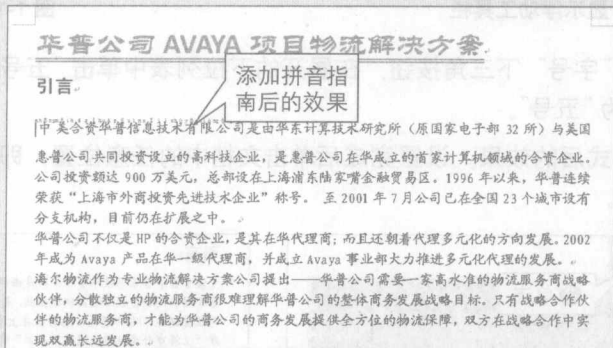 华普公司 AVAYA 项目物流解决方案
引言
添加拼音指
南后的效果
中美合资华普信息技术有限公司是由华东计算技术研究所（原国家电子部 32 所）与美国
惠普公司共同投资设立的高科技企业，是惠普公司在华成立的首家计算机领域的合资企业。
公司投资额达 900 万美元，总部设在上海浦东陆家嘴金融贸易区。1996 年以来，华普连续
荣获“上海市外商投资先进技术企业”称号。 至 2001 年 7 月公司已在全国 23 个城市设有
分支机构，目前仍在扩展之中。
华普公司不仅是 HP 的合资企业，是其在华代理商；而且还朝着代理多元化的方向发展。2002
年成为 Avaya 产品在华一级代理商，并成立 Avaya 事业部大力推进多元化代理的发展。
海尔物流作为专业物流解决方案公司提出——华普公司需要一家高水准的物流服务商战略
伙伴，分散独立的物流服务商很难理解华普公司的整体商务发展战略目标。只有战略合作伙
伴的物流服务商，才能为华普公司的商务发展提供全方位的物流保障，双方在战略合作中实
现双赢长远发展。